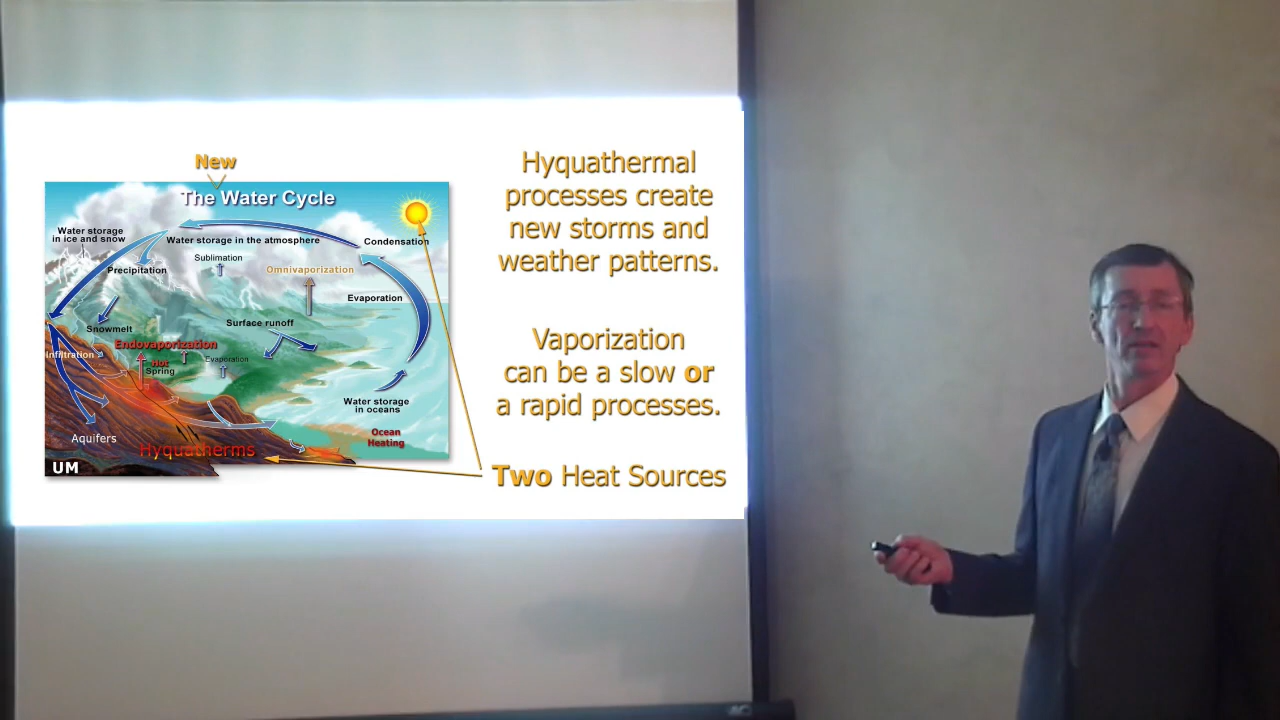 New
The Water Cycle
Water storage
in ice and snow
Water storage in the atmosphere
Condensation
Sublimation
Precipitation
Omnivaporization
Evaporation
Snowmelt
Surface runoff
Endovaporization
Infiltration
Evaporation
Hot
Spring
Water storage
in oceans
Aquifers
Ocean
Heating
Hyquatherms
UM
Hyquathermal
processes create
new storms and
weather patterns.
Vaporization
can be a slow or
a rapid processes.
Two Heat Sources